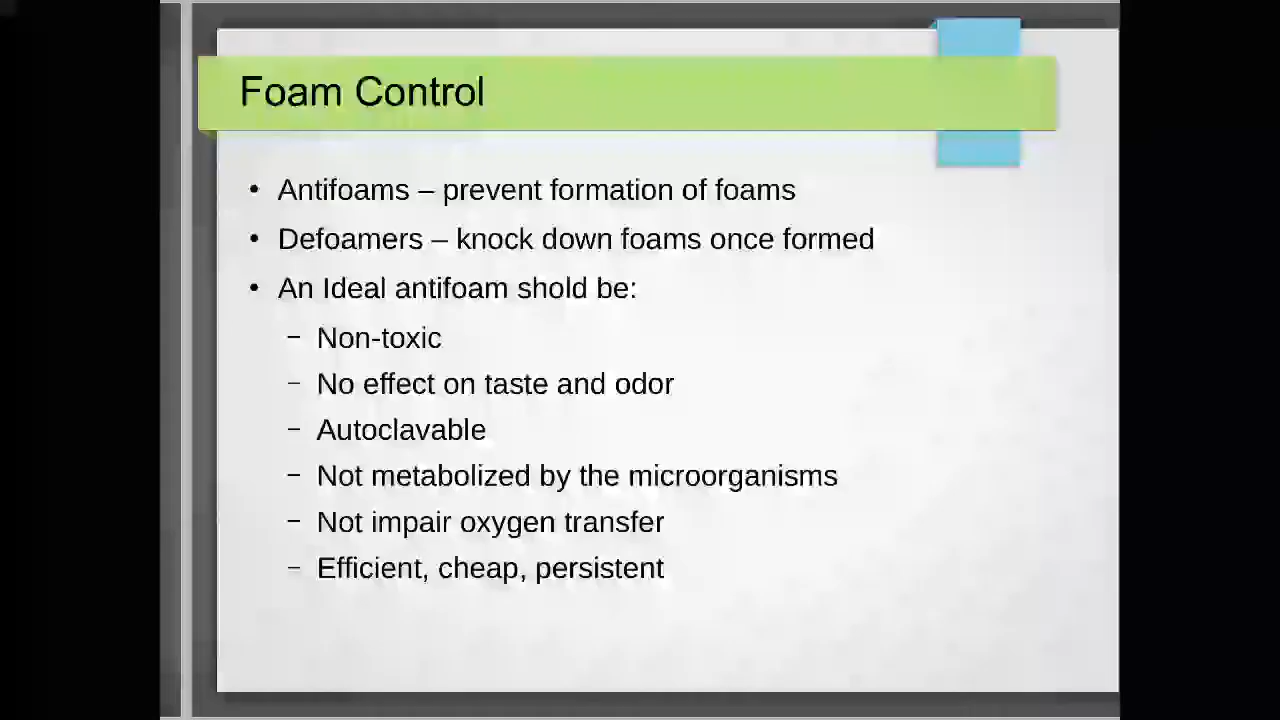 Foam Control
• Antifoams – prevent formation of foams
• Defoamers – knock down foams once formed
• An Ideal antifoam shold be:
– Non-toxic
– No effect on taste and odor
– Autoclavable
– Not metabolized by the microorganisms
– Not impair oxygen transfer
– Efficient, cheap, persistent